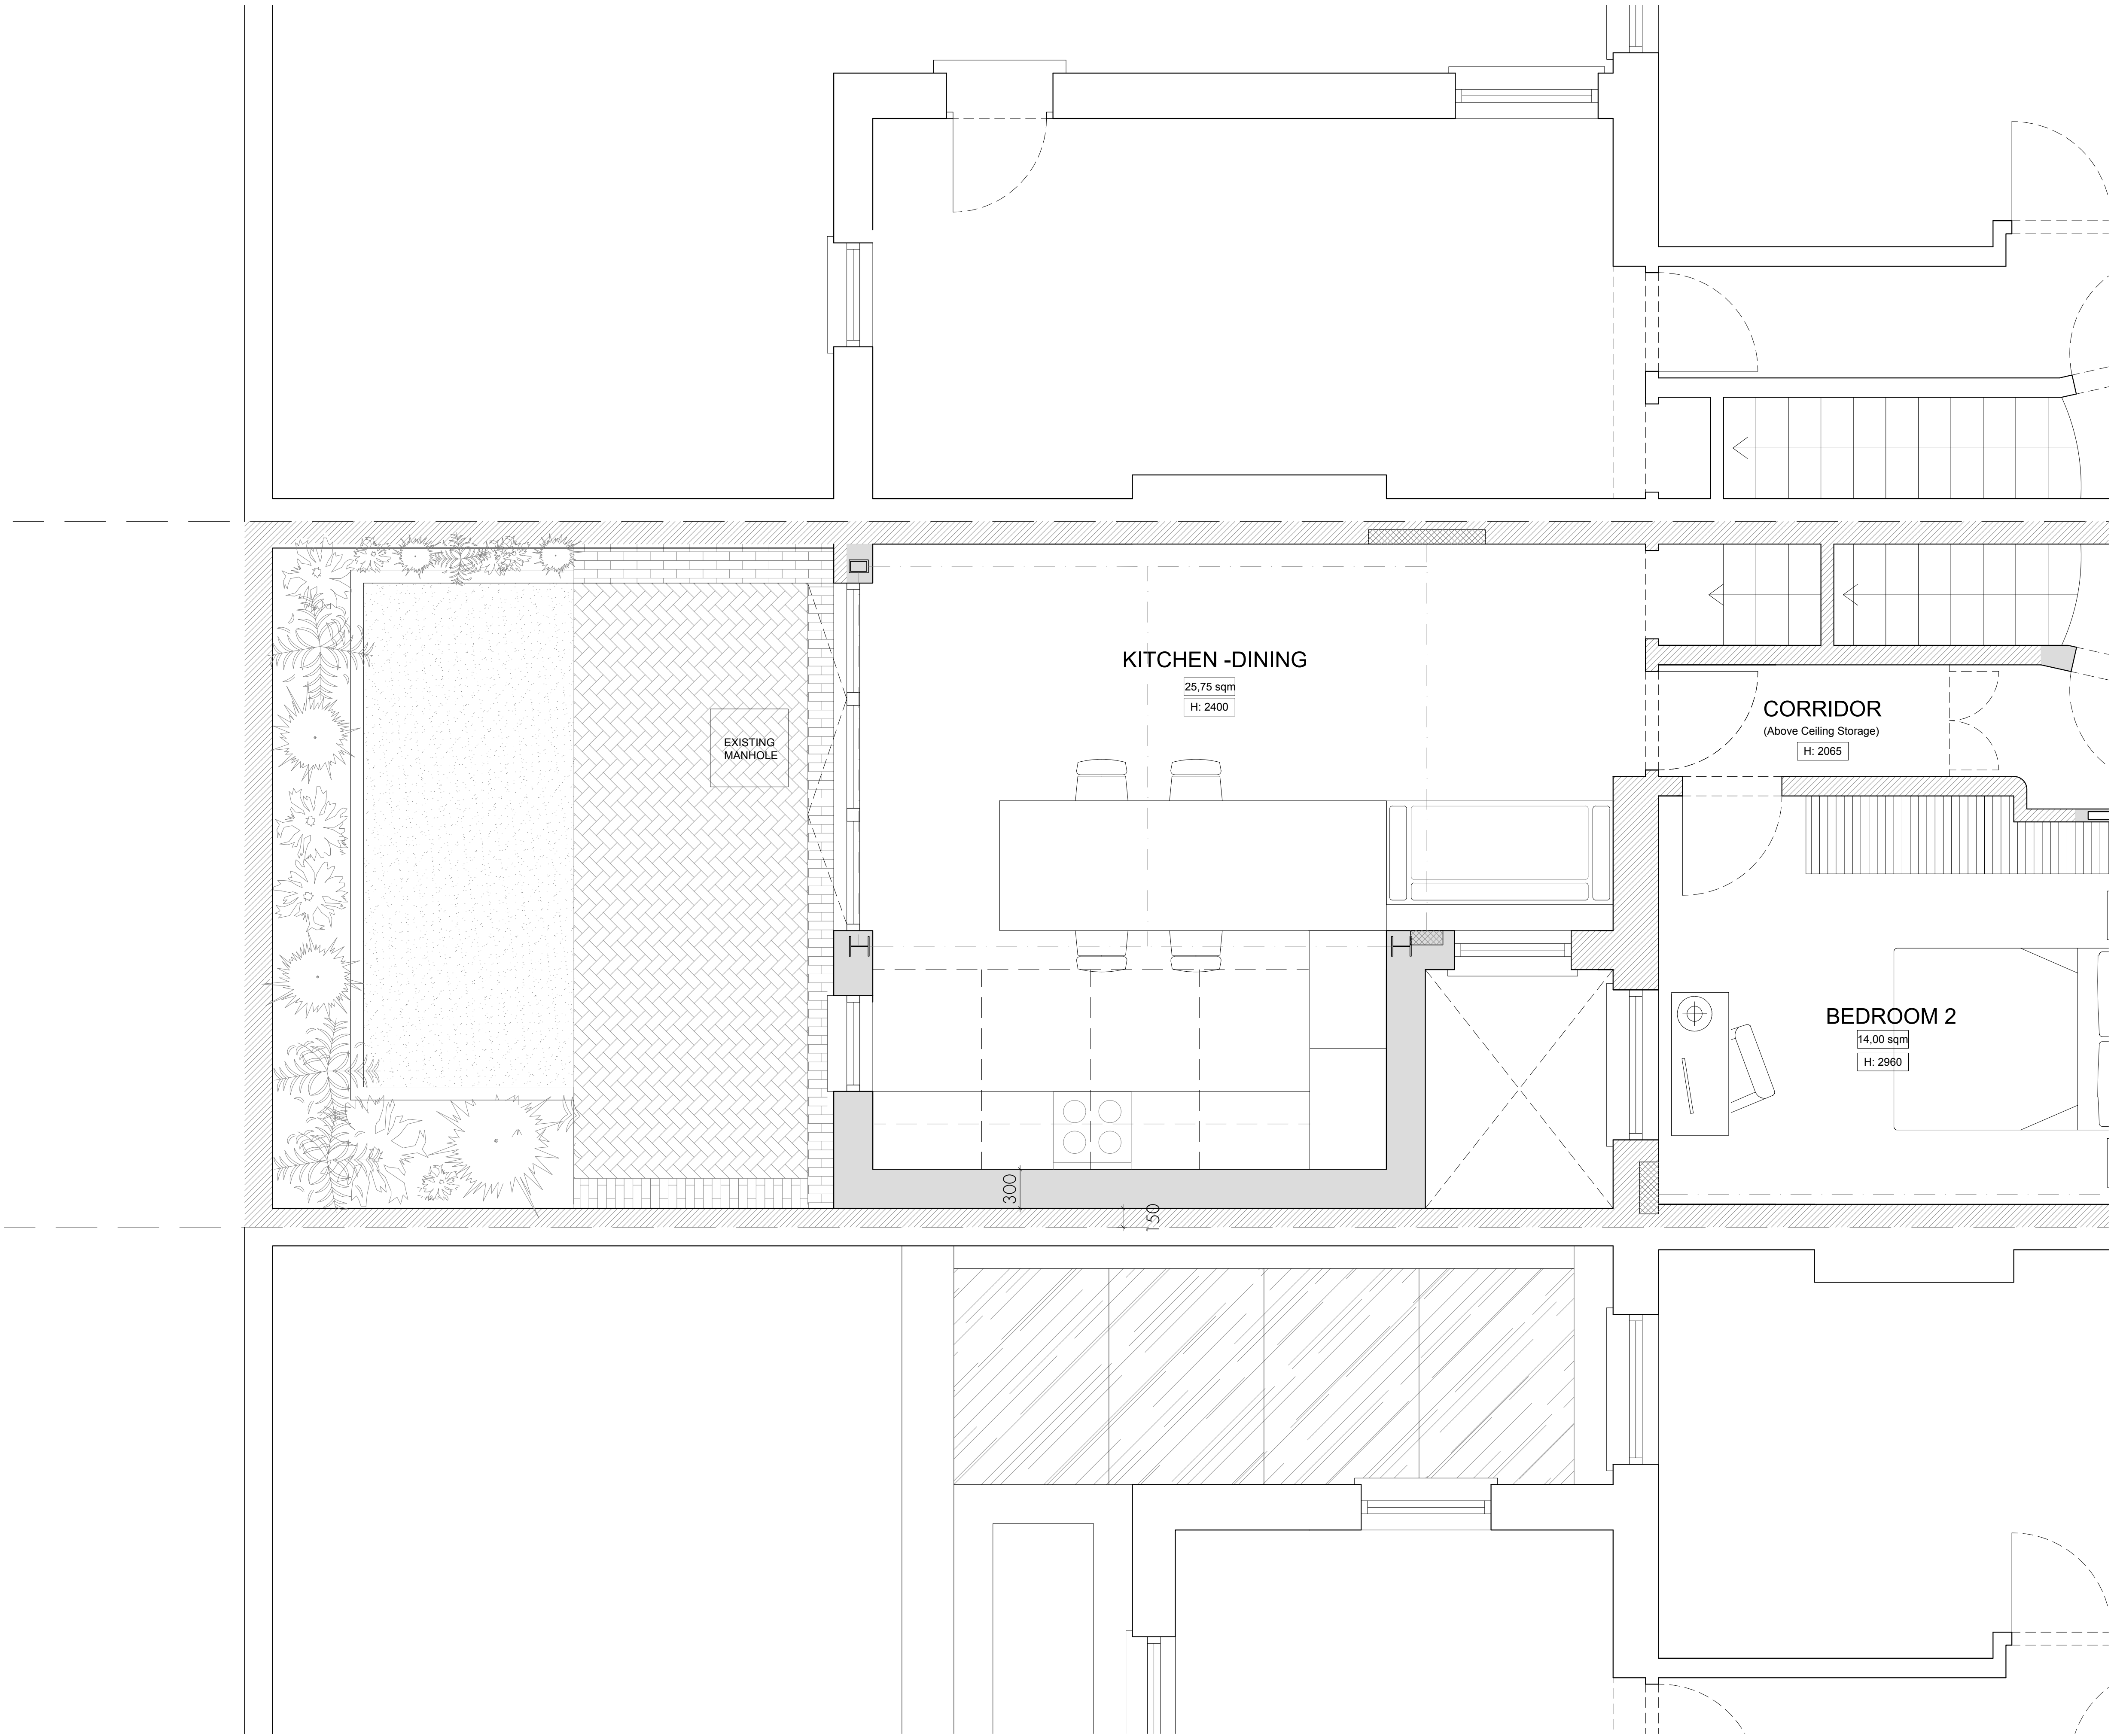 KITCHEN -DINING
25,75 sqm
H: 2400
CORRIDOR
(Above Ceiling Storage)
H: 2065
EXISTING
MANHOLE
BEDROOM 2
14,00 sqm
H: 2960
300
150